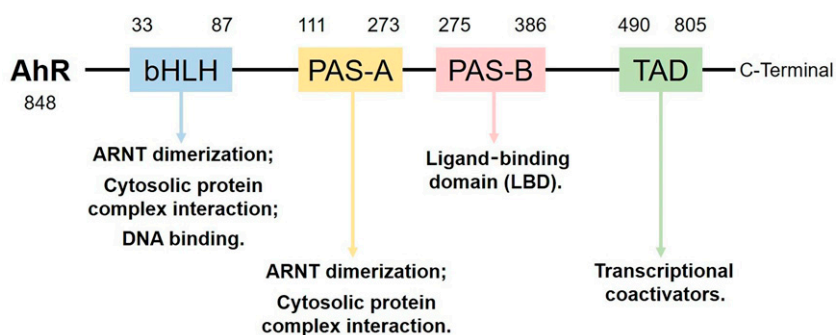 33 87 111 273 275 386 490 805
AhR bHLH PAS-A PAS-B TAD C-Terminal
848
ARNT dimerization;
Cytosolic protein
complex interaction;
DNA binding.
Ligand-binding
domain (LBD).
ARNT dimerization;
Cytosolic protein
complex interaction.
Transcriptional
coactivators.